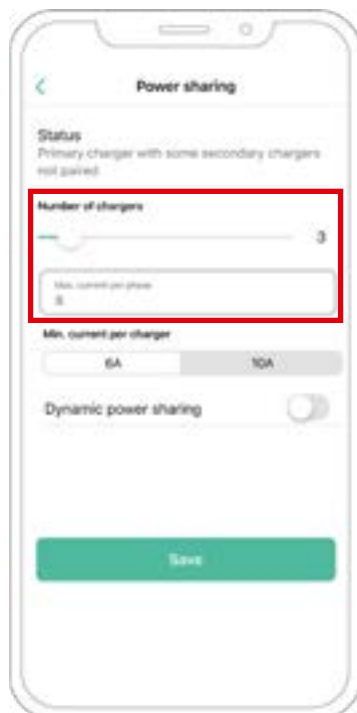 Power sharing
Status
Primary charger with some secondary chargers
not paired
Number of chargers
3
Max. current per phase
Min. current per charger
6A
10A
Dynamic power sharing
Save